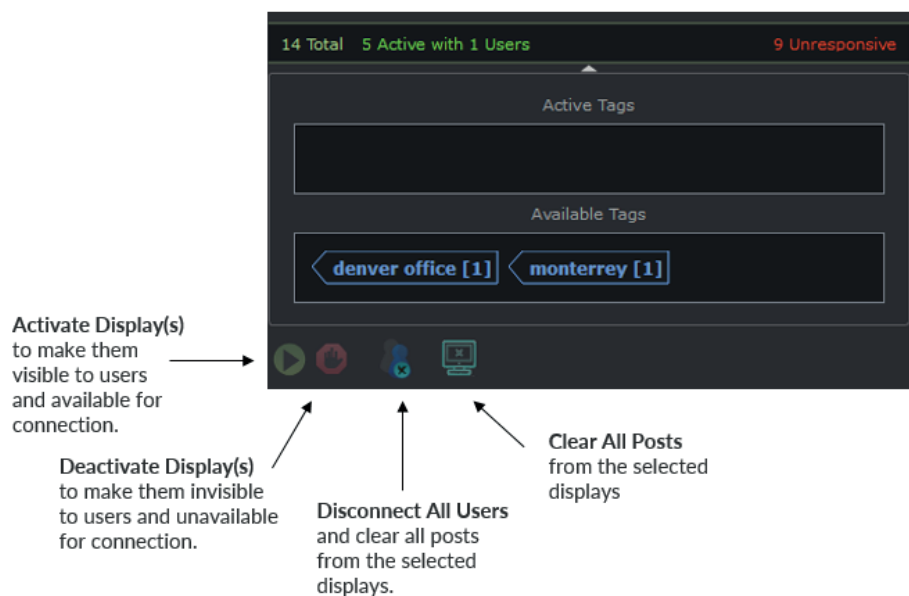 14 Total 5 Active with 1 Users 9 Unresponsive
Active Tags
Available Tags
denver office [1] monterrey [1]
Activate Display(s)
to make them
visible to users
and available for
connection.
Deactivate Display(s)
to make them invisible
to users and unavailable
for connection.
Disconnect All Users
and clear all posts
from the selected
displays.
Clear All Posts
from the selected
displays